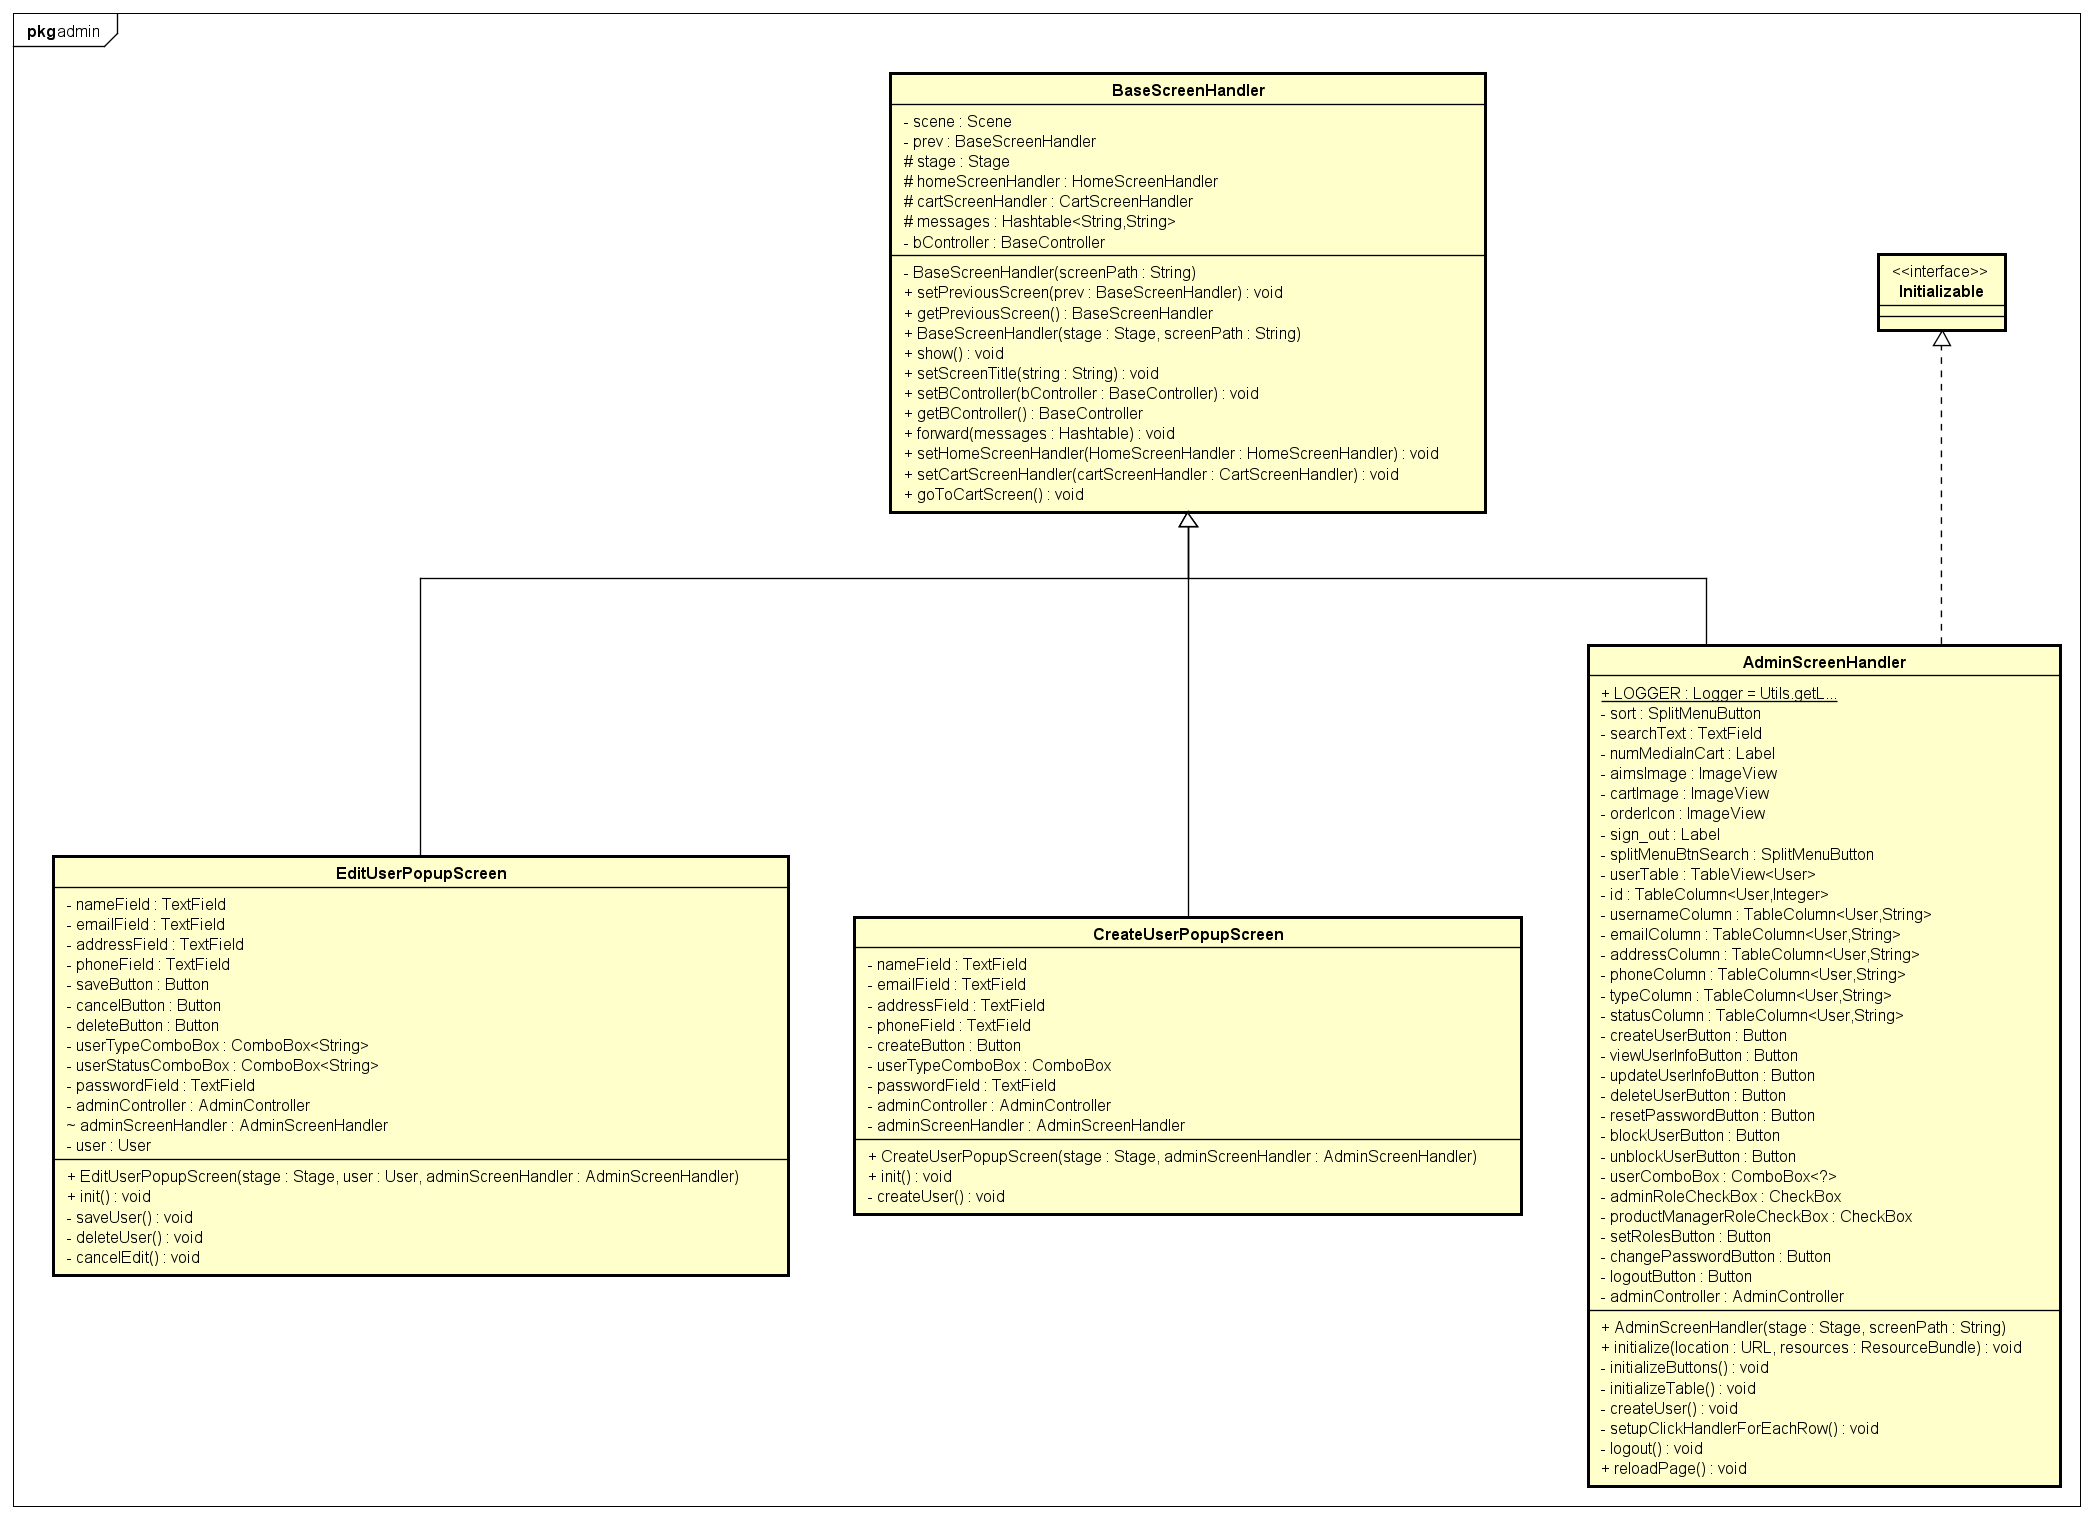 pkg admin
BaseScreenHandler
- scene : Scene
- prev : BaseScreenHandler
# stage : Stage
# homeScreenHandler : HomeScreenHandler
# cartScreenHandler : CartScreenHandler
# messages : Hashtable<String,String>
- bController : BaseController
- BaseScreenHandler(screenPath : String)
+ setPreviousScreen(prev : BaseScreenHandler) : void
+ getPreviousScreen() : BaseScreenHandler
+ BaseScreenHandler(stage : Stage, screenPath : String)
+ show() : void
+ setScreenTitle(string : String) : void
+ setBController(bController : BaseController) : void
+ getBController() : BaseController
+ forward(messages : Hashtable) : void
+ setHomeScreenHandler(HomeScreenHandler : HomeScreenHandler) : void
+ setCartScreenHandler(cartScreenHandler : CartScreenHandler) : void
+ goToCartScreen() : void
<<interface>>
Initializable
EditUserPopupScreen
- nameField : TextField
- emailField : TextField
- addressField : TextField
- phoneField : TextField
- saveButton : Button
- cancelButton : Button
- deleteButton : Button
- userTypeComboBox : ComboBox<String>
- userStatusComboBox : ComboBox<String>
- passwordField : TextField
- adminController : AdminController
~ adminScreenHandler : AdminScreenHandler
- user : User
+ EditUserPopupScreen(stage : Stage, user : User, adminScreenHandler : AdminScreenHandler)
+ init() : void
- saveUser() : void
- deleteUser() : void
- cancelEdit() : void
CreateUserPopupScreen
- nameField : TextField
- emailField : TextField
- addressField : TextField
- phoneField : TextField
- createButton : Button
- userTypeComboBox : ComboBox
- passwordField : TextField
- adminController : AdminController
- adminScreenHandler : AdminScreenHandler
+ CreateUserPopupScreen(stage : Stage, adminScreenHandler : AdminScreenHandler)
+ init() : void
- createUser() : void
AdminScreenHandler
+ LOGGER : Logger = Utils.getL...
- sort : SplitMenuButton
- searchText : TextField
- numMediaInCart : Label
- aimsImage : ImageView
- cartImage : ImageView
- orderIcon : ImageView
- sign_out : Label
- splitMenuBtnSearch : SplitMenuButton
- userTable : TableView<User>
- id : TableColumn<User,Integer>
- usernameColumn : TableColumn<User,String>
- emailColumn : TableColumn<User,String>
- addressColumn : TableColumn<User,String>
- phoneColumn : TableColumn<User,String>
- typeColumn : TableColumn<User,String>
- statusColumn : TableColumn<User,String>
- createUserButton : Button
- viewUserInfoButton : Button
- updateUserInfoButton : Button
- deleteUserButton : Button
- resetPasswordButton : Button
- blockUserButton : Button
- unblockUserButton : Button
- userComboBox : ComboBox<?>
- adminRoleCheckBox : CheckBox
- productManagerRoleCheckBox : CheckBox
- setRolesButton : Button
- changePasswordButton : Button
- logoutButton : Button
- adminController : AdminController
+ AdminScreenHandler(stage : Stage, screenPath : String)
+ initialize(location : URL, resources : ResourceBundle) : void
- initializeButtons() : void
- initializeTable() : void
- createUser() : void
- setupClickHandlerForEachRow() : void
- logout() : void
+ reloadPage() : void